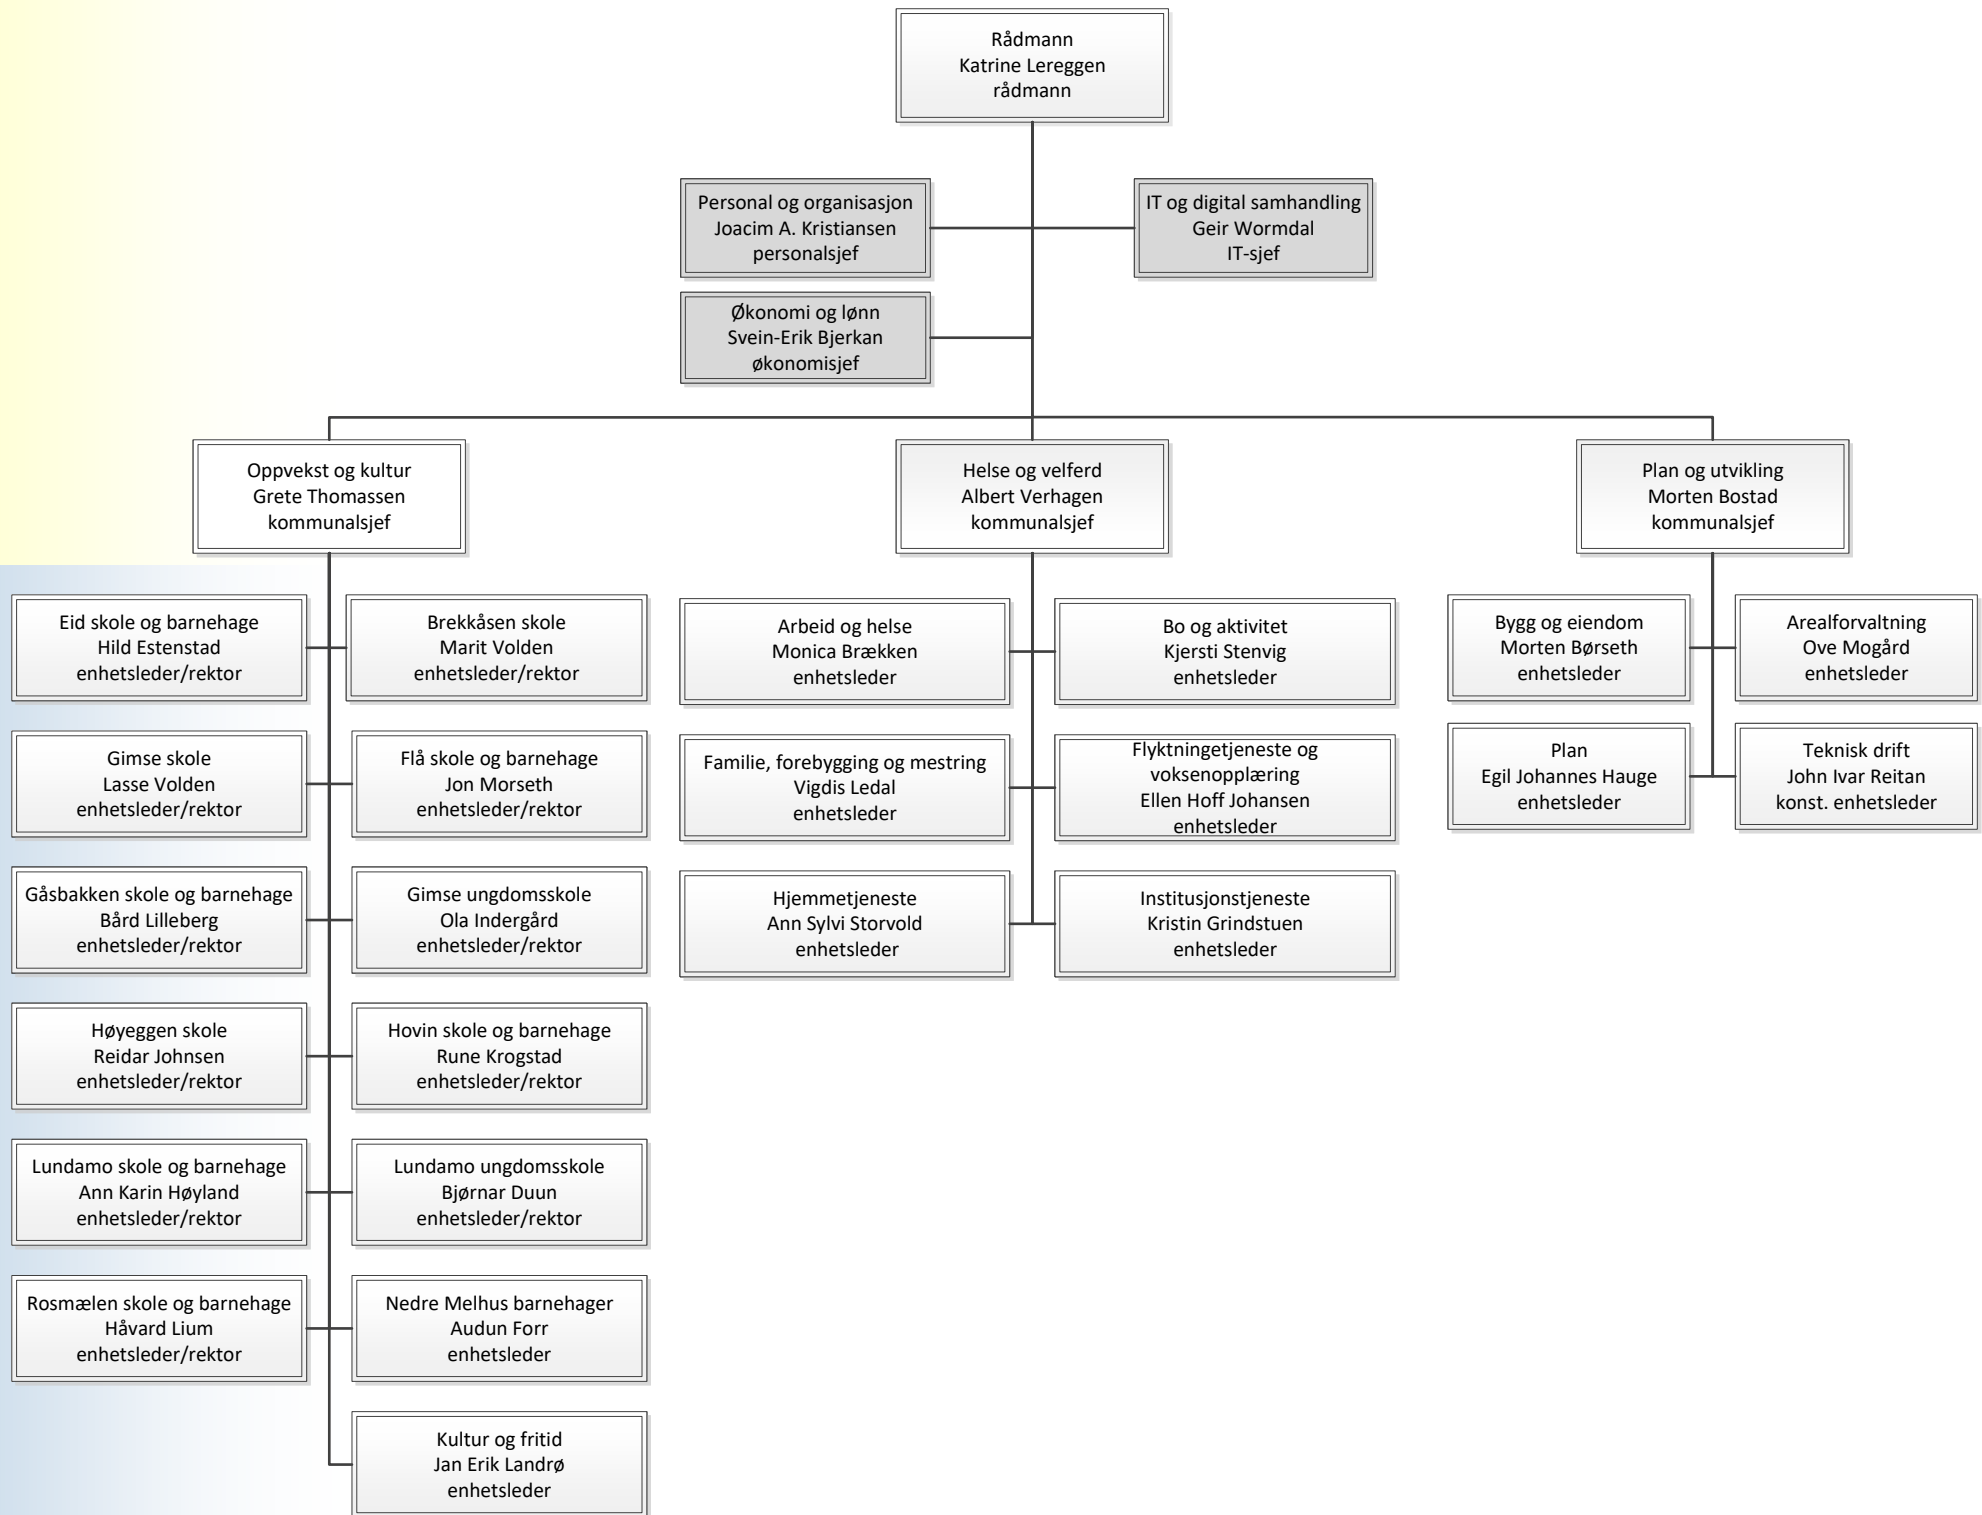 Rådmann
Katrine Lereggen
rådmann
Personal og organisasjon
Joacim A. Kristiansen
personalsjef
IT og digital samhandling
Geir Wormdal
IT-sjef
Økonomi og lønn
Svein-Erik Bjerkan
økonomisjef
Oppvekst og kultur
Grete Thomassen
kommunalsjef
Helse og velferd
Albert Verhagen
kommunalsjef
Plan og utvikling
Morten Bostad
kommunalsjef
Eid skole og barnehage
Hild Estenstad
enhetsleder/rektor
Brekkåsen skole
Marit Volden
enhetsleder/rektor
Gimse skole
Lasse Volden
enhetsleder/rektor
Flå skole og barnehage
Jon Morseth
enhetsleder/rektor
Gåsbakken skole og barnehage
Bård Lilleberg
enhetsleder/rektor
Gimse ungdomsskole
Ola Indergård
enhetsleder/rektor
Høyeggen skole
Reidar Johnsen
enhetsleder/rektor
Hovin skole og barnehage
Rune Krogstad
enhetsleder/rektor
Lundamo skole og barnehage
Ann Karin Høyland
enhetsleder/rektor
Lundamo ungdomsskole
Bjørnar Duun
enhetsleder/rektor
Rosmælen skole og barnehage
Håvard Lium
enhetsleder/rektor
Nedre Melhus barnehager
Audun Forr
enhetsleder
Kultur og fritid
Jan Erik Landrø
enhetsleder
Arbeid og helse
Monica Brækken
enhetsleder
Bo og aktivitet
Kjersti Stenvig
enhetsleder
Familie, forebygging og mestring
Vigdis Ledal
enhetsleder
Flyktningetjeneste og
voksenopplæring
Ellen Hoff Johansen
enhetsleder
Hjemmetjeneste
Ann Sylvi Storvold
enhetsleder
Institusjonstjeneste
Kristin Grindstuen
enhetsleder
Bygg og eiendom
Morten Børseth
enhetsleder
Arealforvaltning
Ove Mogård
enhetsleder
Plan
Egil Johannes Hauge
enhetsleder
Teknisk drift
John Ivar Reitan
konst. enhetsleder